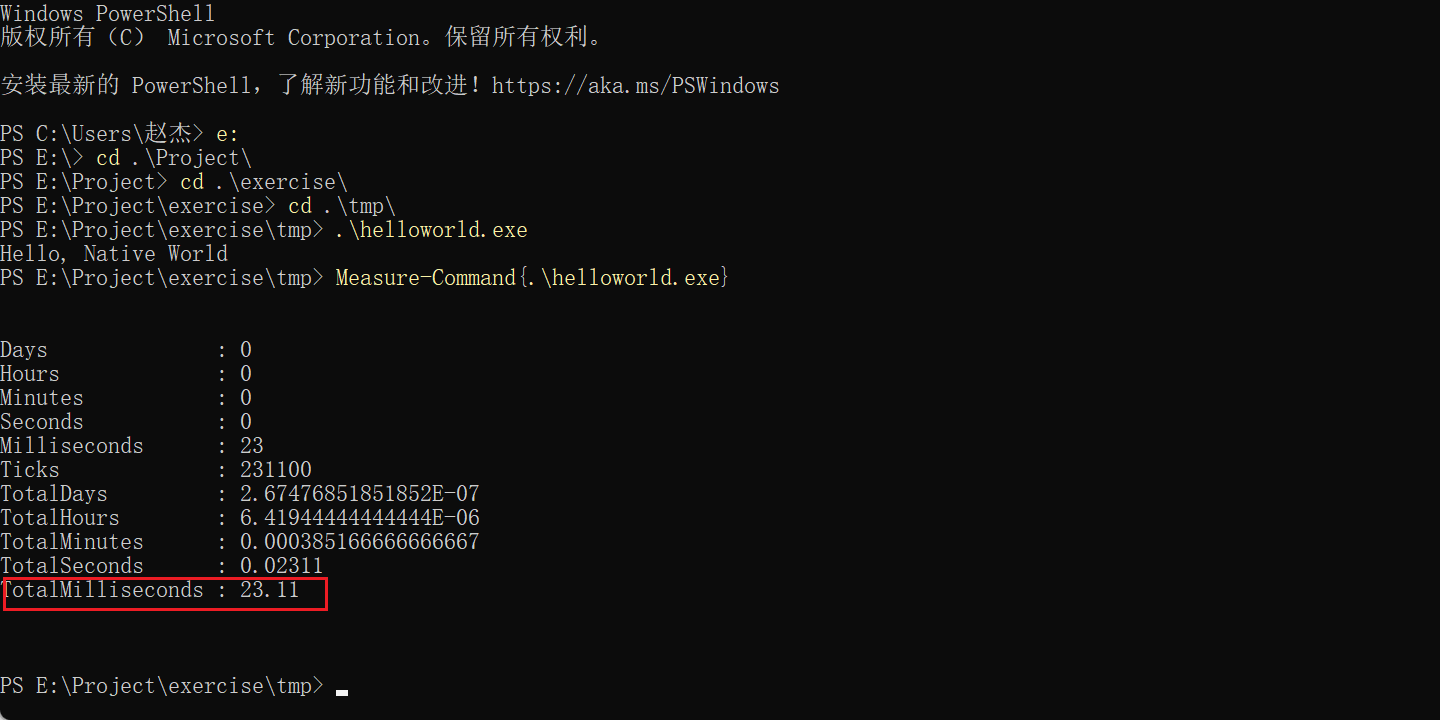 Windows PowerShell
版权所有（C） Microsoft Corporation。保留所有权利。
安装最新的 PowerShell，了解新功能和改进！https://aka.ms/PSWindows
PS C:\Users\赵杰> e:
PS E:\> cd .\Project\
PS E:\Project> cd .\exercise\
PS E:\Project\exercise> cd .\tmp\
PS E:\Project\exercise\tmp> .\helloworld.exe
Hello, Native World
PS E:\Project\exercise\tmp> Measure-Command{.\helloworld.exe}
Days : 0
Hours : 0
Minutes : 0
Seconds : 0
Milliseconds : 23
Ticks : 231100
TotalDays : 2.67476851851852E-07
TotalHours : 6.41944444444444E-06
TotalMinutes : 0.000385166666666667
TotalSeconds : 0.02311
TotalMilliseconds : 23.11
PS E:\Project\exercise\tmp>